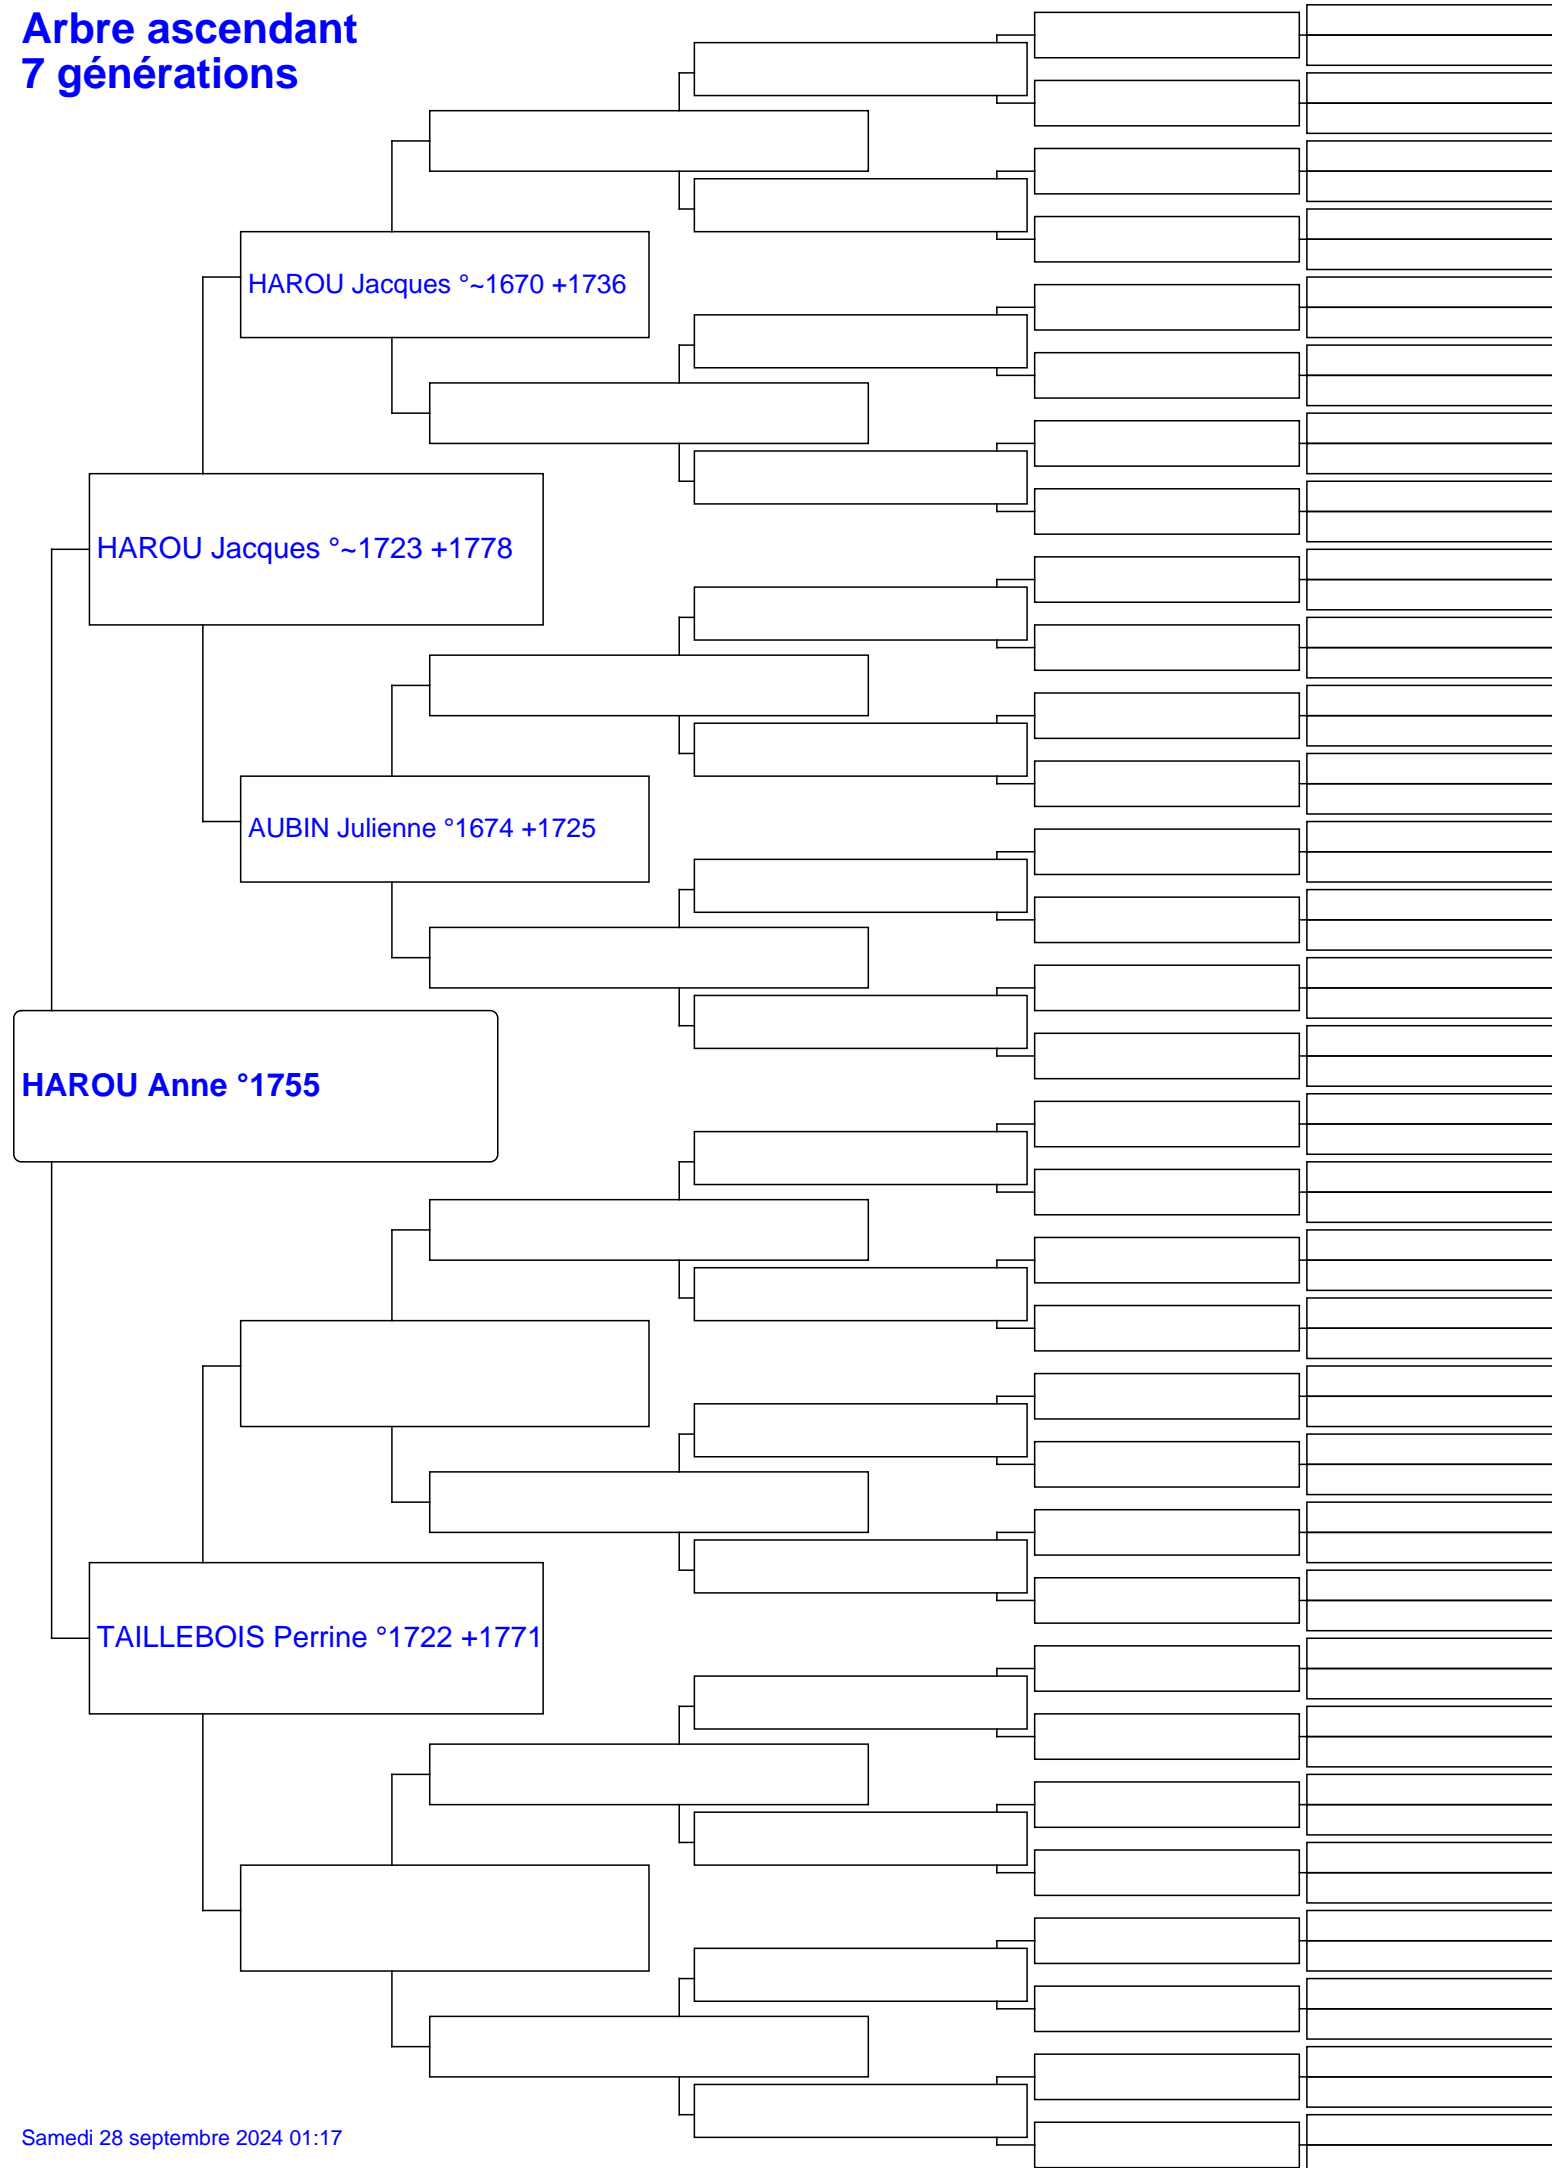 Arbre ascendant
7 générations
HAROU Jacques °~1670 +1736
HAROU Jacques °~1723 +1778
AUBIN Julienne °1674 +1725
HAROU Anne °1755
TAILLEBOIS Perrine °1722 +1771
Samedi 28 septembre 2024 01:17